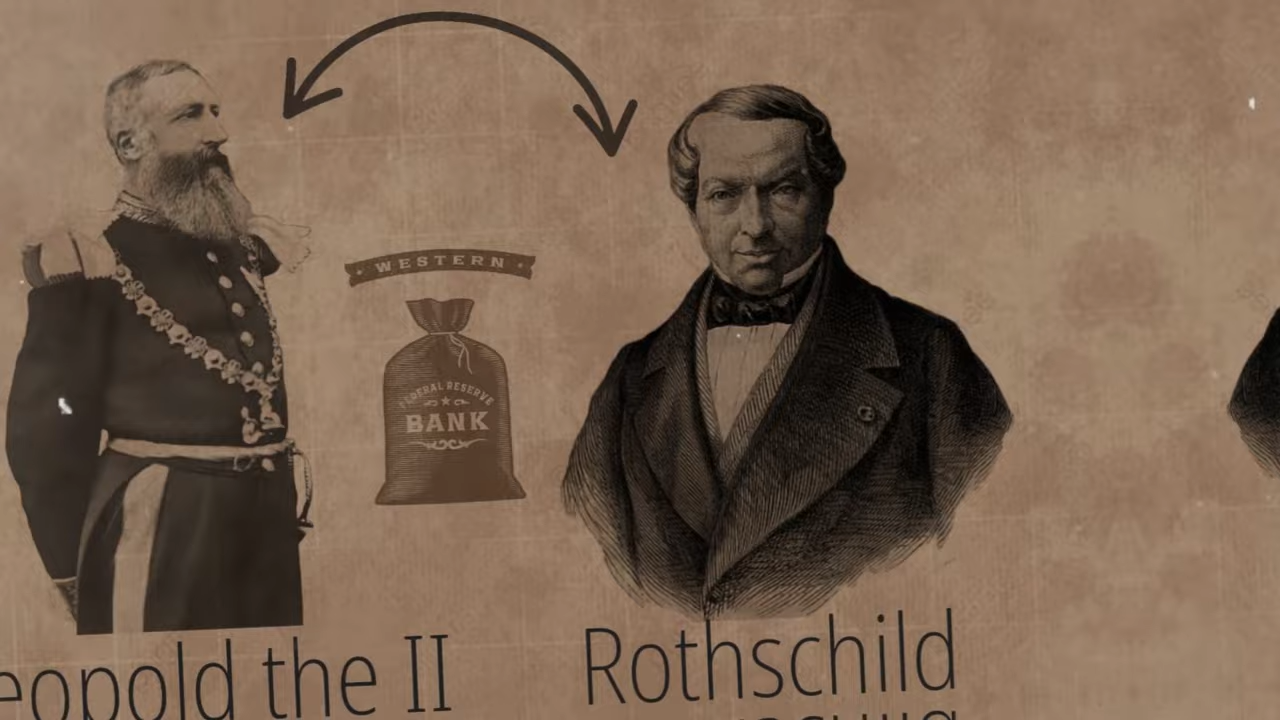 WESTERN
FEDERAL RESERVE
BANK
eopold the II
Rothschild